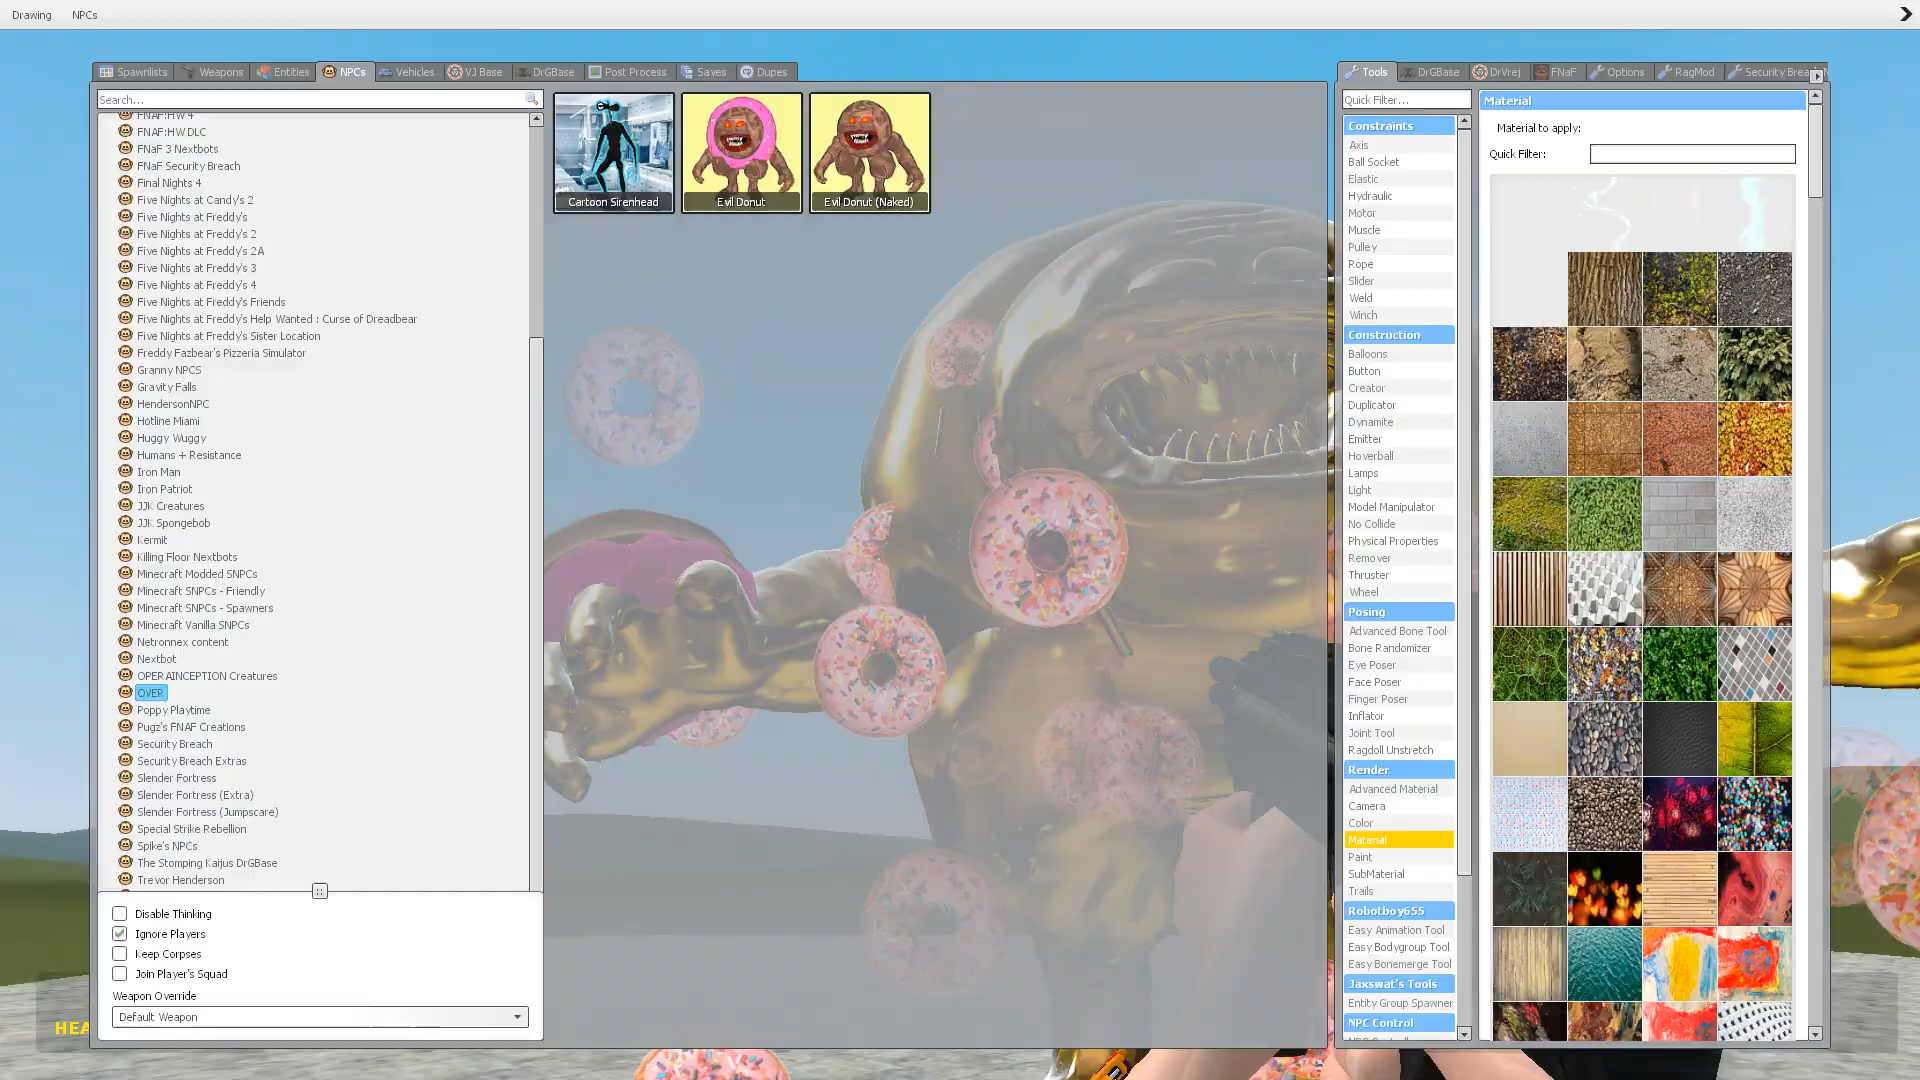 Drawing NPCs
Spawnlists Weapons Entities NPCs Vehicles VJ Base DrGBase Post Process Saves Dupes
Tools DrGBase DrVrej FNaF Options RagMod
Search...
FNAF:HW 4
FNAF:HW DLC
FNaF 3 Nextbots
FNaF Security Breach
Final Nights 4
Five Nights at Candy's 2
Five Nights at Freddy's
Five Nights at Freddy's 2
Five Nights at Freddy's 2A
Five Nights at Freddy's 3
Five Nights at Freddy's 4
Five Nights at Freddy's Friends
Five Nights at Freddy's Help Wanted : Curse of Dreadbear
Five Nights at Freddy's Sister Location
Freddy Fazbear's Pizzeria Simulator
Granny NPCS
Gravity Falls
HendersonNPC
Hotline Miami
Huggy Wuggy
Humans + Resistance
Iron Man
Iron Patriot
JJK Creatures
JJK Spongebob
Kermit
Killing Floor Nextbots
Minecraft Modded SNPCs
Minecraft SNPCs - Friendly
Minecraft SNPCs - Spawners
Minecraft Vanilla SNPCs
Netronnex content
Nextbot
OPERAINCEPTION Creatures
OVER
Poppy Playtime
Pugz's FNAF Creations
Security Breach
Security Breach Extras
Slender Fortress
Slender Fortress (Extra)
Slender Fortress (Jumpscare)
Special Strike Rebellion
Spike's NPCs
The Stomping Kaijus DrGBase
Trevor Henderson
Disable Thinking
Ignore Players
Keep Corpses
Join Player's Squad
Weapon Override
Default Weapon
HEA
Cartoon Sirenhead
Evil Donut
Evil Donut (Naked)
Quick Filter...
Constraints
Axis
Ball Socket
Elastic
Hydraulic
Motor
Muscle
Pulley
Rope
Slider
Weld
Winch
Construction
Balloons
Button
Creator
Duplicator
Dynamite
Emitter
Hoverball
Lamps
Light
Model Manipulator
No Collide
Physical Properties
Remover
Thruster
Wheel
Posing
Advanced Bone Tool
Bone Randomizer
Eye Poser
Face Poser
Finger Poser
Inflator
Joint Tool
Ragdoll Unstretch
Render
Advanced Material
Camera
Color
Material
Paint
SubMaterial
Trails
Robotboy655
Easy Animation Tool
Easy Bodygroup Tool
Easy Bonemerge Tool
Jaxswat's Tools
Entity Group Spawner
NPC Control
Material
Material to apply:
Quick Filter: